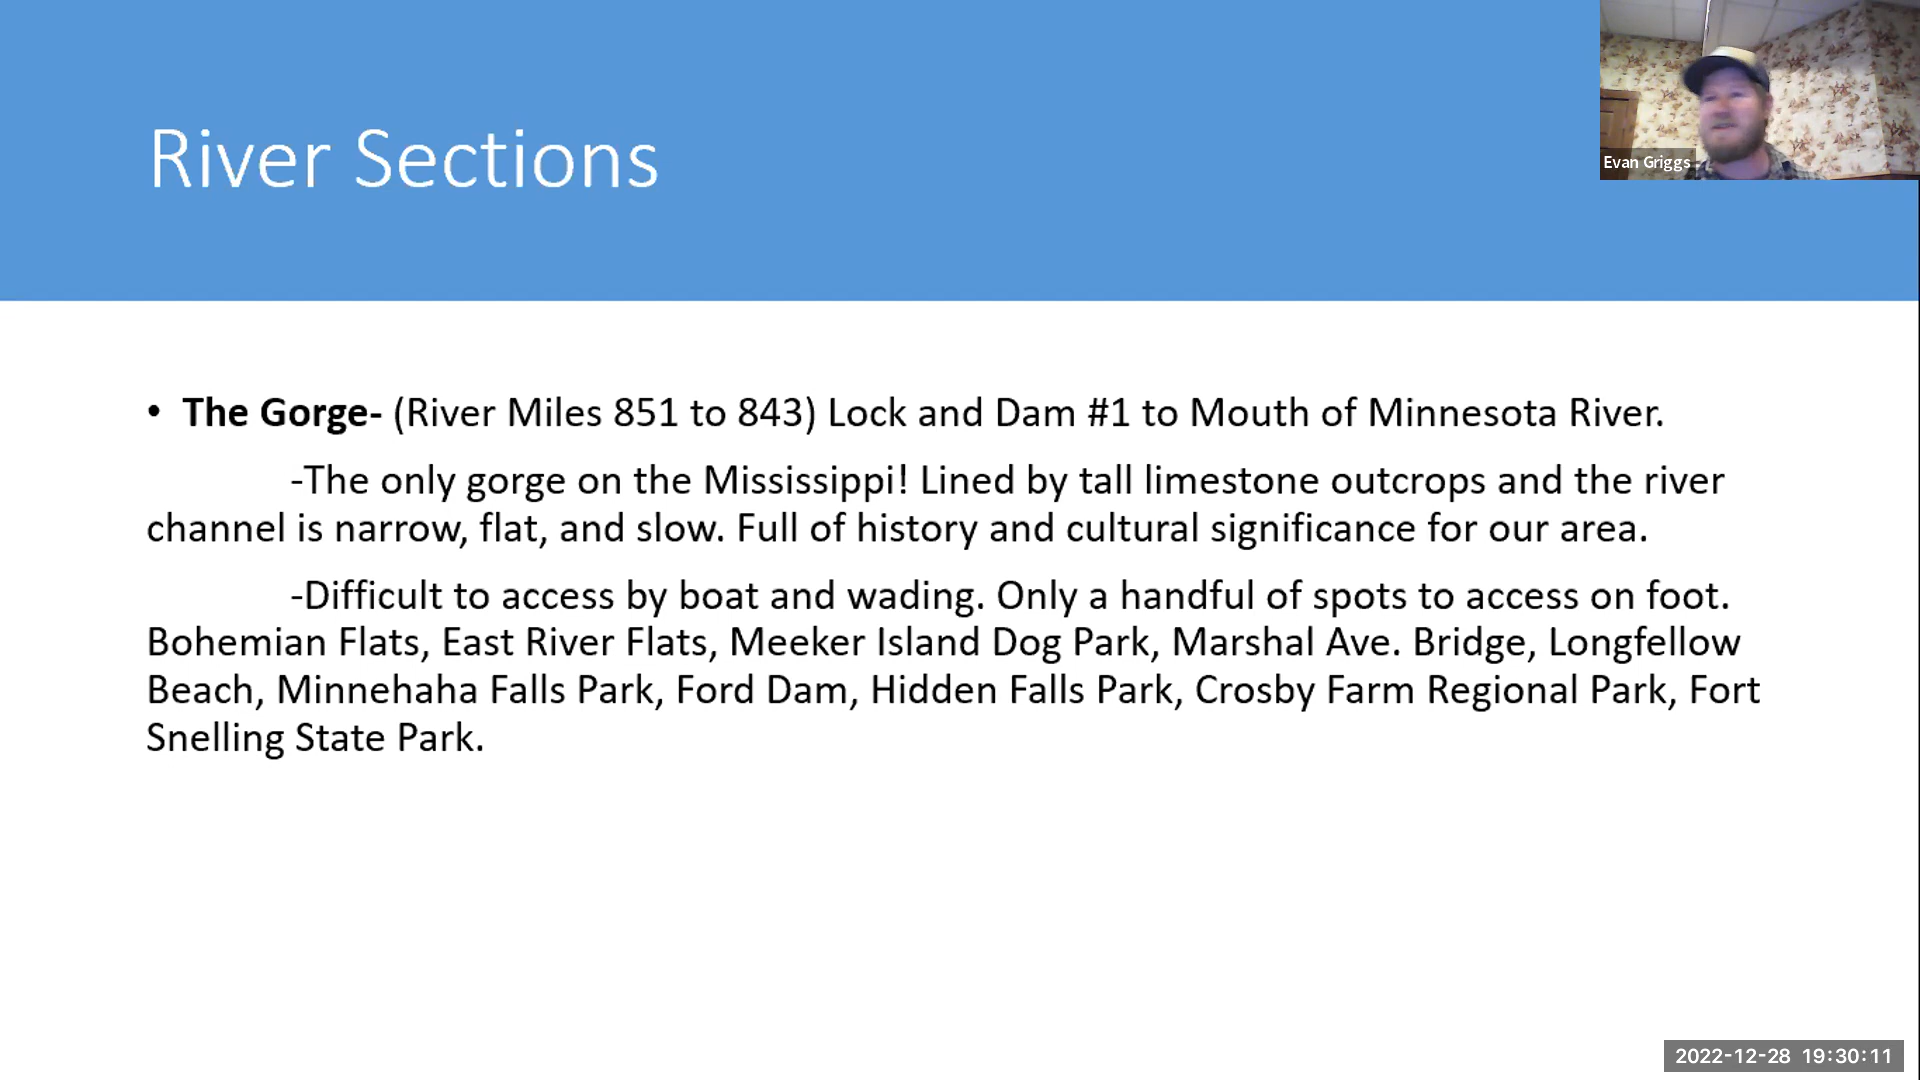 River Sections
Evan Griggs
• The Gorge- (River Miles 851 to 843) Lock and Dam #1 to Mouth of Minnesota River.
-The only gorge on the Mississippi! Lined by tall limestone outcrops and the river
channel is narrow, flat, and slow. Full of history and cultural significance for our area.
-Difficult to access by boat and wading. Only a handful of spots to access on foot.
Bohemian Flats, East River Flats, Meeker Island Dog Park, Marshal Ave. Bridge, Longfellow
Beach, Minnehaha Falls Park, Ford Dam, Hidden Falls Park, Crosby Farm Regional Park, Fort
Snelling State Park.
2022-12-28 19:30:11